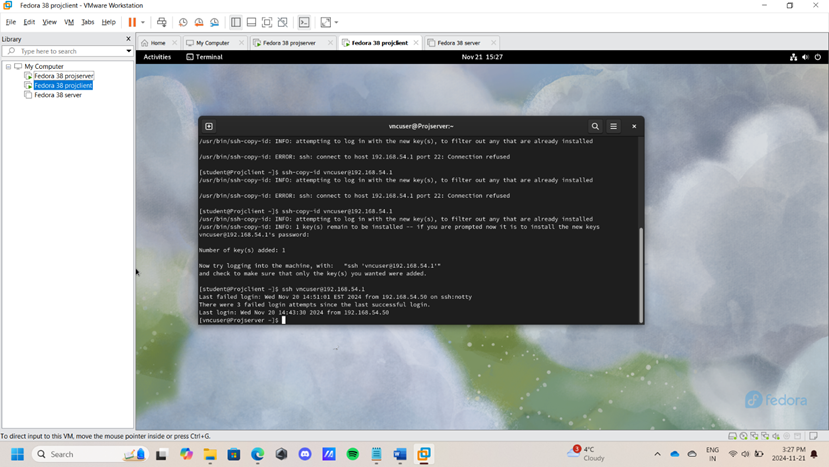 Fedora 38 projclient - VMware Workstation
File Edit View VM Tabs Help
Library
Type here to search
My Computer
Fedora 38 projserver
Fedora 38 projclient
Fedora 38 server
Home
My Computer
Fedora 38 projserver
Fedora 38 projclient
Fedora 38 server
Activities
Terminal
Nov 21 15:27
vncuser@Projserver:~
/usr/bin/ssh-copy-id: INFO: attempting to log in with the new key(s), to filter out any that are already installed
/usr/bin/ssh-copy-id: ERROR: ssh: connect to host 192.168.54.1 port 22: Connection refused
[student@Projclient ~]$ ssh-copy-id vncuser@192.168.54.1
/usr/bin/ssh-copy-id: INFO: attempting to log in with the new key(s), to filter out any that are already installed
/usr/bin/ssh-copy-id: ERROR: ssh: connect to host 192.168.54.1 port 22: Connection refused
[student@Projclient ~]$ ssh-copy-id vncuser@192.168.54.1
/usr/bin/ssh-copy-id: INFO: attempting to log in with the new key(s), to filter out any that are already installed
/usr/bin/ssh-copy-id: INFO: 1 key(s) remain to be installed -- if you are prompted now it is to install the new keys
vncuser@192.168.54.1's password:
Number of key(s) added: 1
Now try logging into the machine, with: "ssh 'vncuser@192.168.54.1'"
and check to make sure that only the key(s) you wanted were added.
[student@Projclient ~]$ ssh vncuser@192.168.54.1
Last failed login: Wed Nov 20 14:51:01 EST 2024 from 192.168.54.50 on ssh:notty
There were 3 failed login attempts since the last successful login.
Last login: Wed Nov 20 14:43:30 2024 from 192.168.54.50
[vncuser@Projserver ~]$
fedora
To direct input to this VM, move the mouse pointer inside or press Ctrl+G.
Search
3
4°C
Cloudy
ENG
IN
3:27 PM
2024-11-21